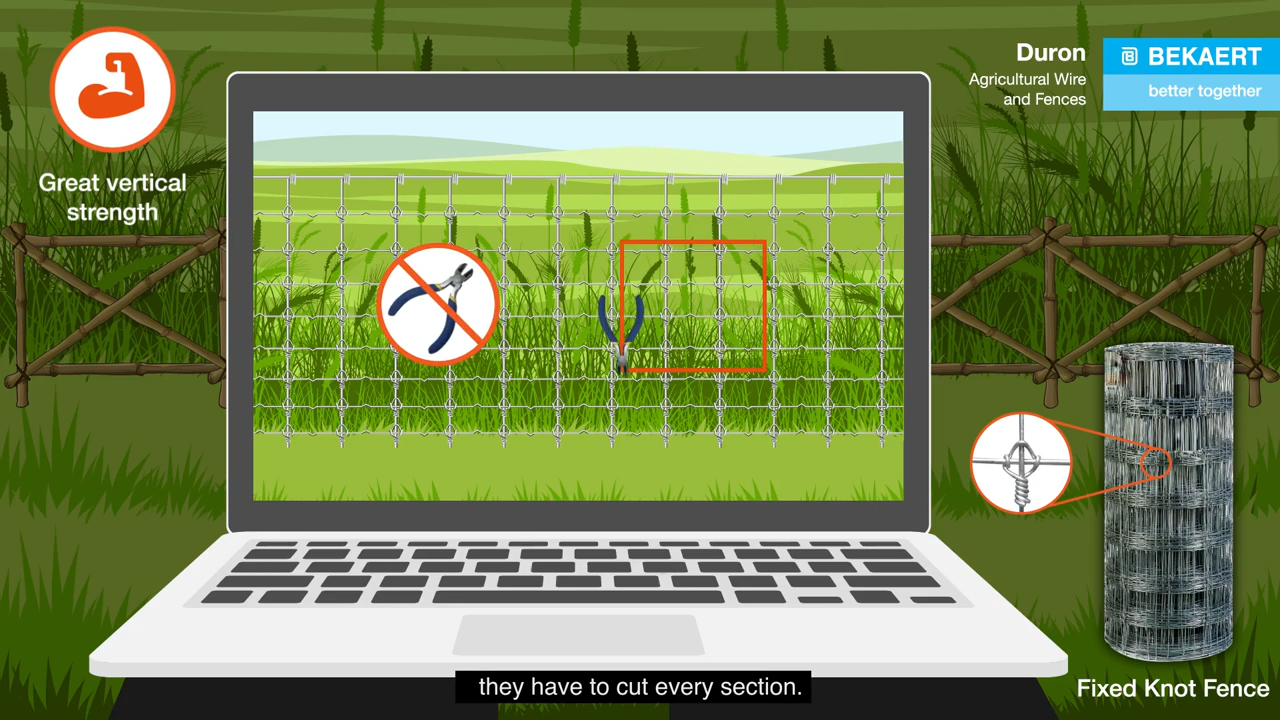 Great vertical
strength
Duron
Agricultural Wire
and Fences
BEKAERT
better together
Fixed Knot Fence
they have to cut every section.